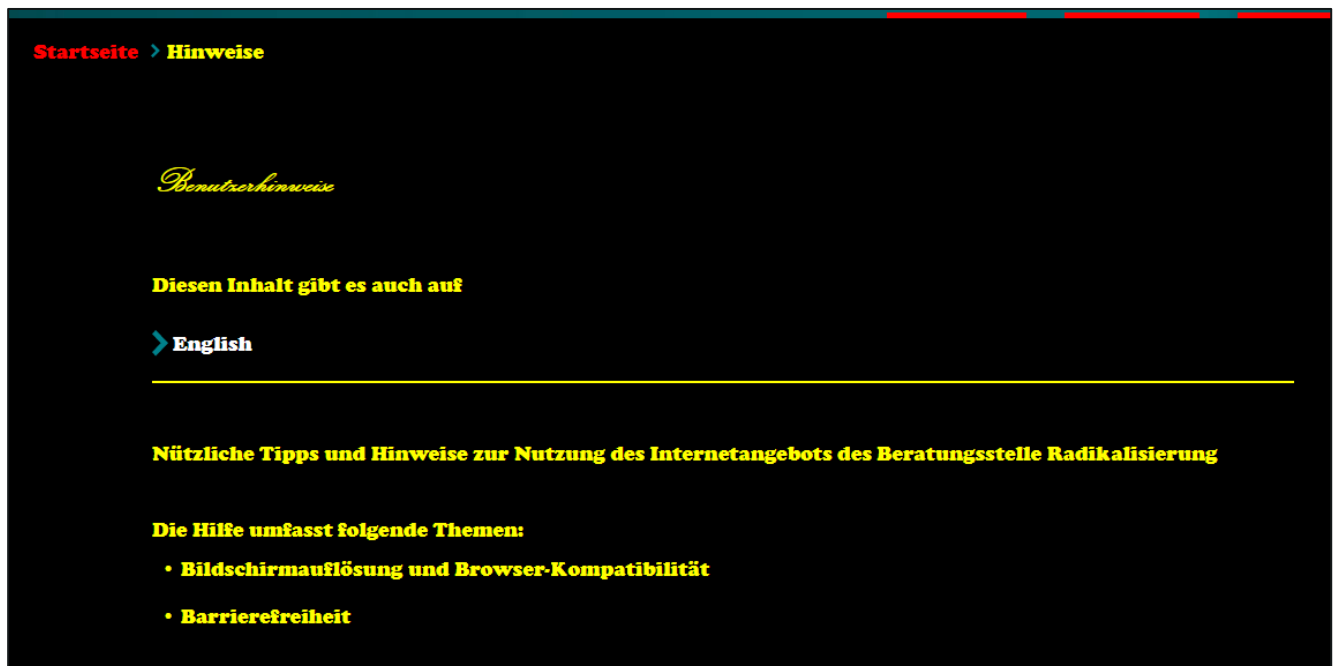 Startseite > Hinweise
Benutzerhinweise
Diesen Inhalt gibt es auch auf
English
Nützliche Tipps und Hinweise zur Nutzung des Internetangebots des Beratungsstelle Radikalisierung
Die Hilfe umfasst folgende Themen:
• Bildschirmauflösung und Browser-Kompatibilität
• Barrierefreiheit